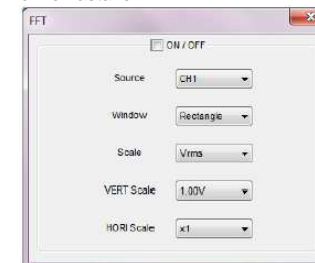 FFT
ON / OFF
Source CH1
Window Rectangle
Scale Vrms
VERT Scale 1.00V
HORI Scale x1